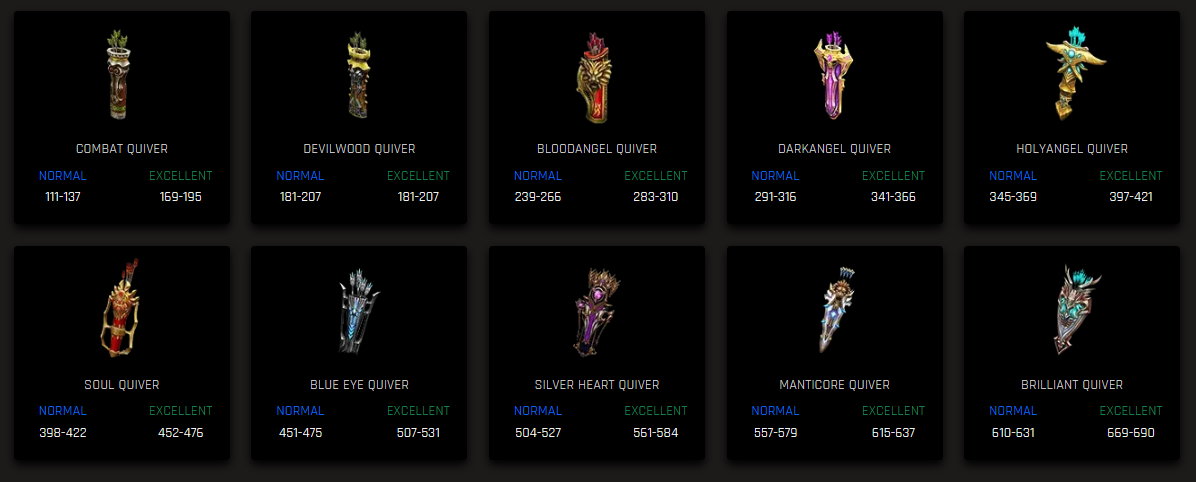 COMBAT QUIVER
NORMAL EXCELLENT
111-137 169-195
DEVILWOOD QUIVER
NORMAL EXCELLENT
181-207 181-207
BLOODANGEL QUIVER
NORMAL EXCELLENT
239-266 283-310
DARKANGEL QUIVER
NORMAL EXCELLENT
291-316 341-366
HOLYANGEL QUIVER
NORMAL EXCELLENT
345-369 397-421
SOUL QUIVER
NORMAL EXCELLENT
398-422 452-476
BLUE EYE QUIVER
NORMAL EXCELLENT
451-475 507-531
SILVER HEART QUIVER
NORMAL EXCELLENT
504-527 561-584
MANTICORE QUIVER
NORMAL EXCELLENT
557-579 615-637
BRILLIANT QUIVER
NORMAL EXCELLENT
610-631 669-690